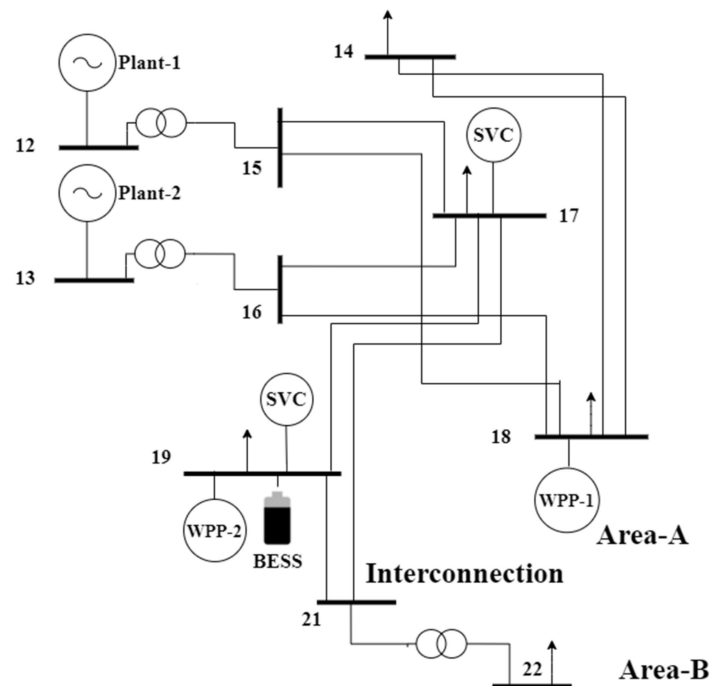 14
Plant-1
SVC
12
15
Plant-2
17
13
16
SVC
18
19
WPP-1
WPP-2
Area-A
BESS
Interconnection
21
22
Area-B